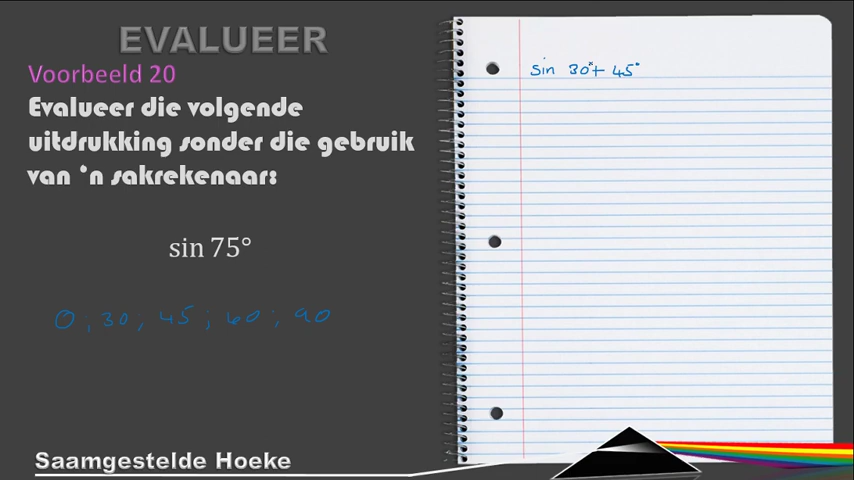 EVALUEER
Voorbeeld 20
Evalueer die volgende
uitdrukking sonder die gebruik
van ‘n sakrekenaar:
sin 75°
0 , 30 , 45 ; 60 ; 90
Saamgestelde Hoeke
sin 30° + 45°